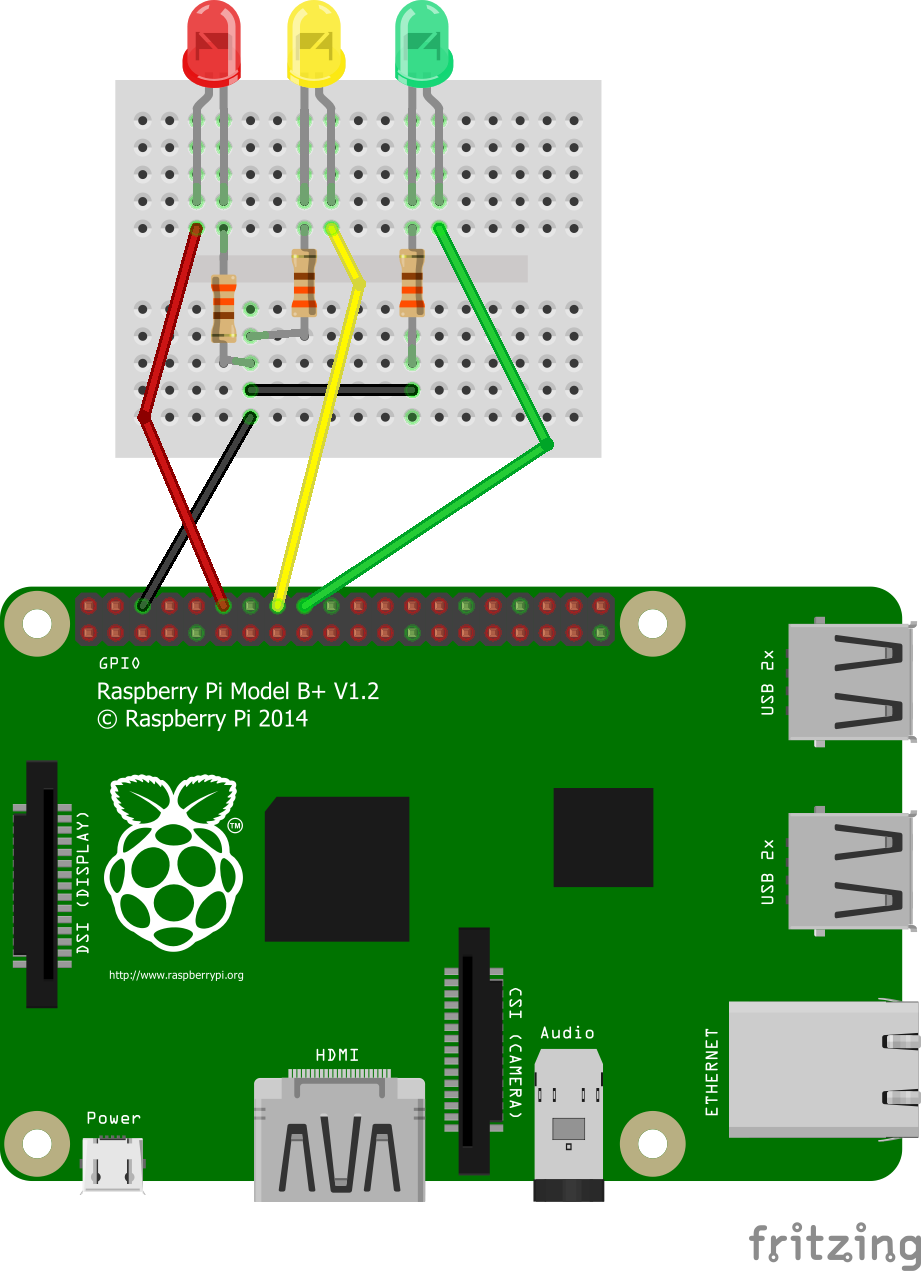 GPIO
Raspberry Pi Model B+ V1.2
© Raspberry Pi 2014
USB 2x
DSI (DISPLAY)
TM
USB 2x
http://www.raspberrypi.org
CSI (CAMERA)
Audio
ETHERNET
HDMI
Power
fritzing